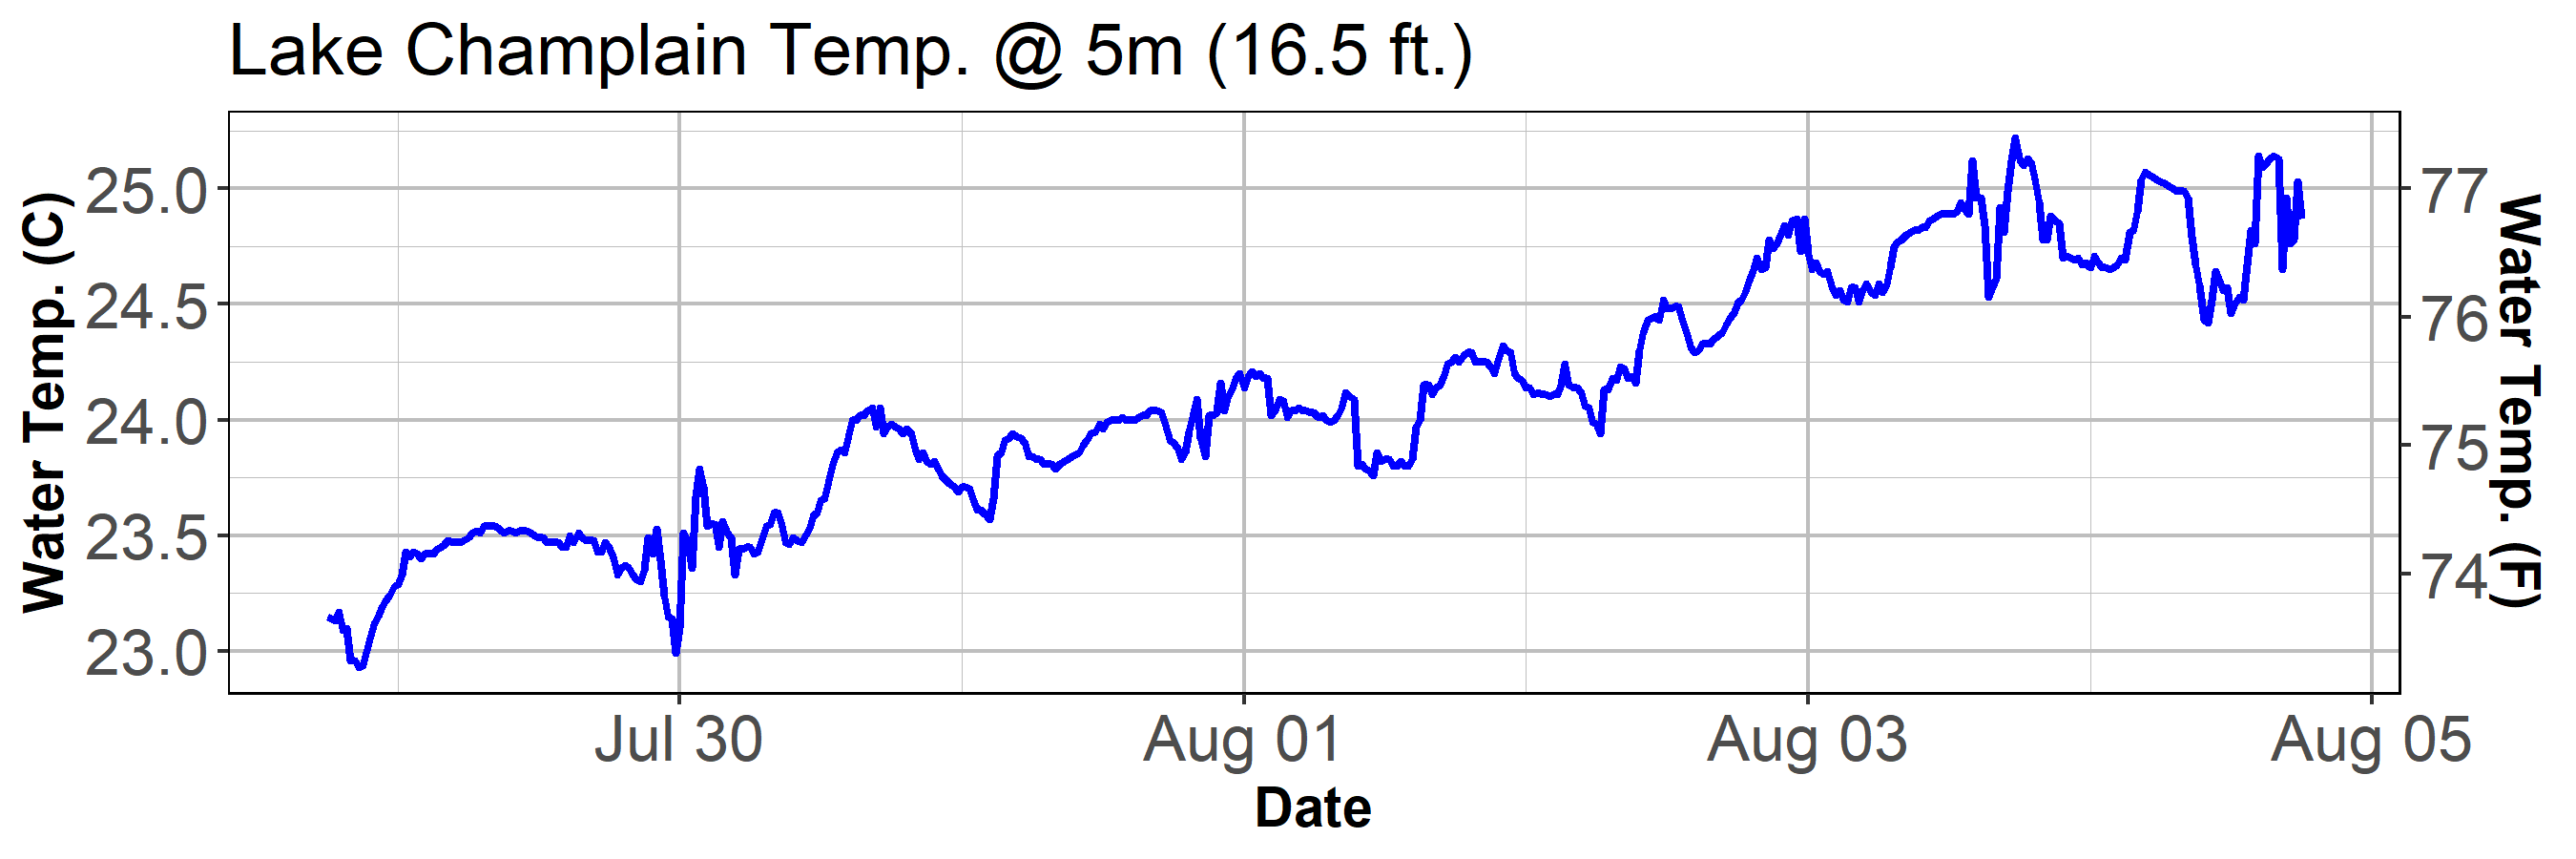 Lake Champlain Temp. @ 5m (16.5 ft.)
Water Temp. (C)
25.0
24.5
24.0
23.5
23.0
77
76
75
74
Water Temp. (F)
Jul 30
Aug 01
Aug 03
Aug 05
Date